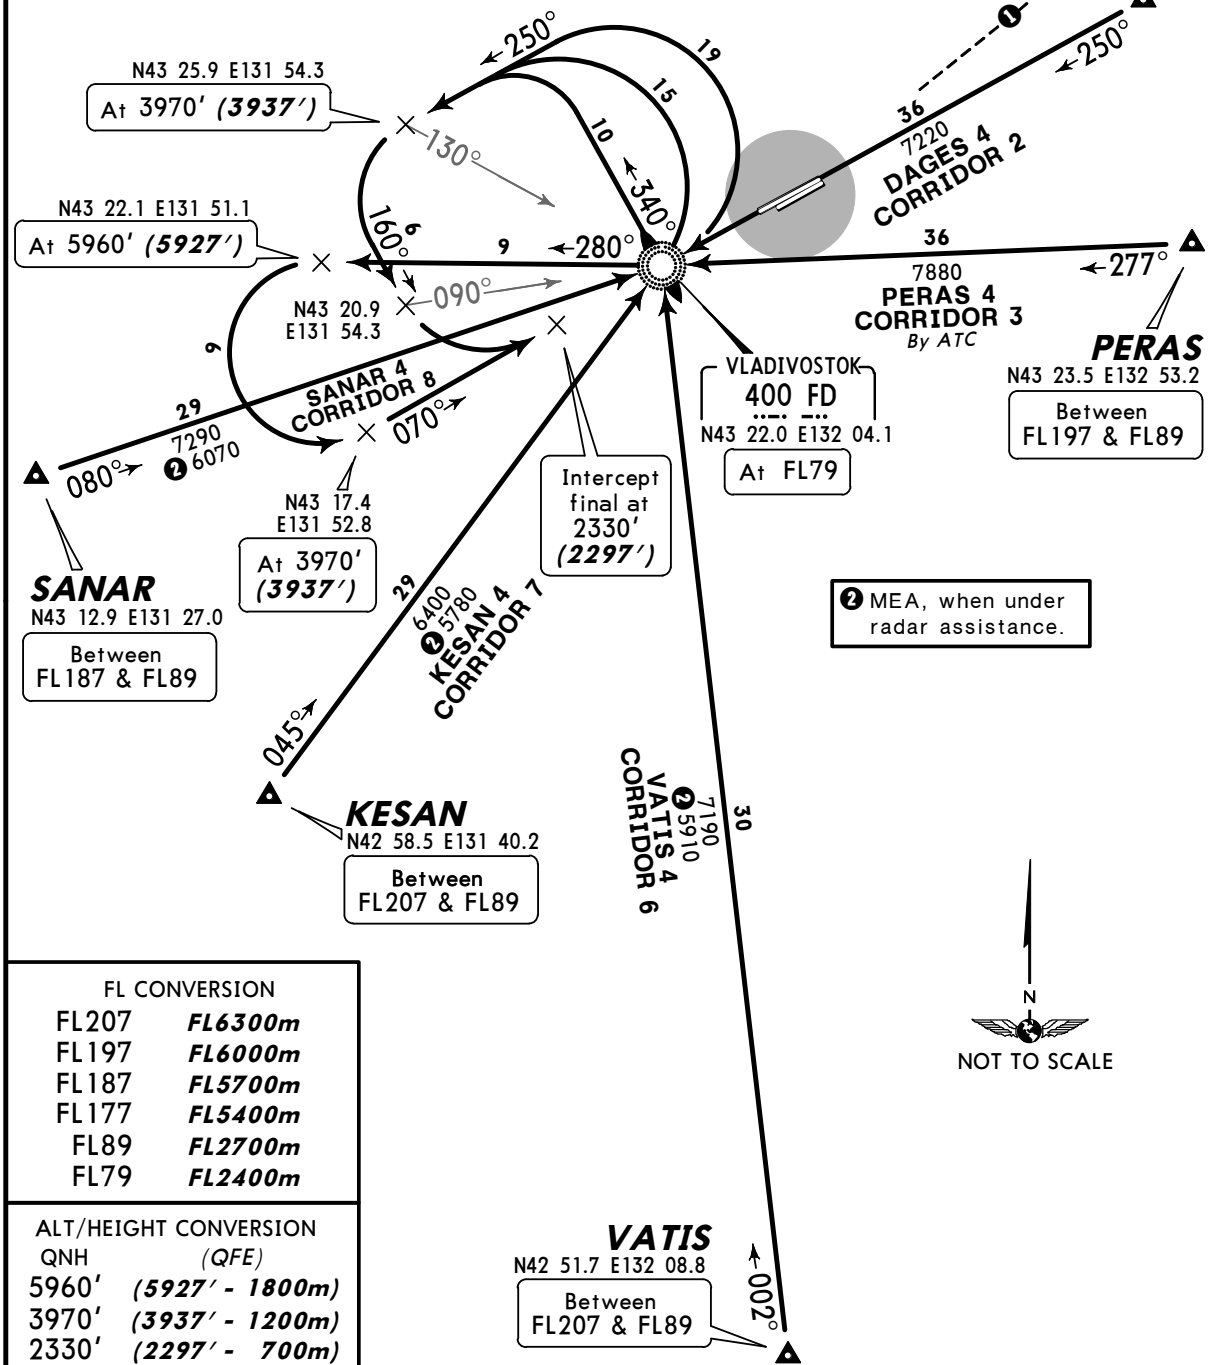 1
250°
36
7220
DAGES 4
CORRIDOR 2
250°
19
15
10
N43 25.9 E131 54.3
At 3970' (3937')
130°
340°
N43 22.1 E131 51.1
At 5960' (5927')
6
160°
9
280°
36
277°
7880
PERAS 4
CORRIDOR 3
By ATC
PERAS
N43 23.5 E132 53.2
Between
FL197 & FL89
090°
N43 20.9
E131 54.3
9
SANAR 4
CORRIDOR 8
29
7290
2 6070
080°
070°
VLADIVOSTOK
400 FD
N43 22.0 E132 04.1
At FL79
Intercept
final at
2330'
(2297')
N43 17.4
E131 52.8
At 3970'
(3937')
SANAR
N43 12.9 E131 27.0
Between
FL187 & FL89
29
6400
2 5780
KESAN 4
CORRIDOR 7
045°
2 MEA, when under
radar assistance.
KESAN
N42 58.5 E131 40.2
Between
FL207 & FL89
30
7190
2 5910
VATIS 4
CORRIDOR 6
N
NOT TO SCALE
FL CONVERSION
FL207 FL6300m
FL197 FL6000m
FL187 FL5700m
FL177 FL5400m
FL89 FL2700m
FL79 FL2400m
ALT/HEIGHT CONVERSION
QNH (QFE)
5960' (5927' - 1800m)
3970' (3937' - 1200m)
2330' (2297' - 700m)
VATIS
N42 51.7 E132 08.8
Between
FL207 & FL89
002°